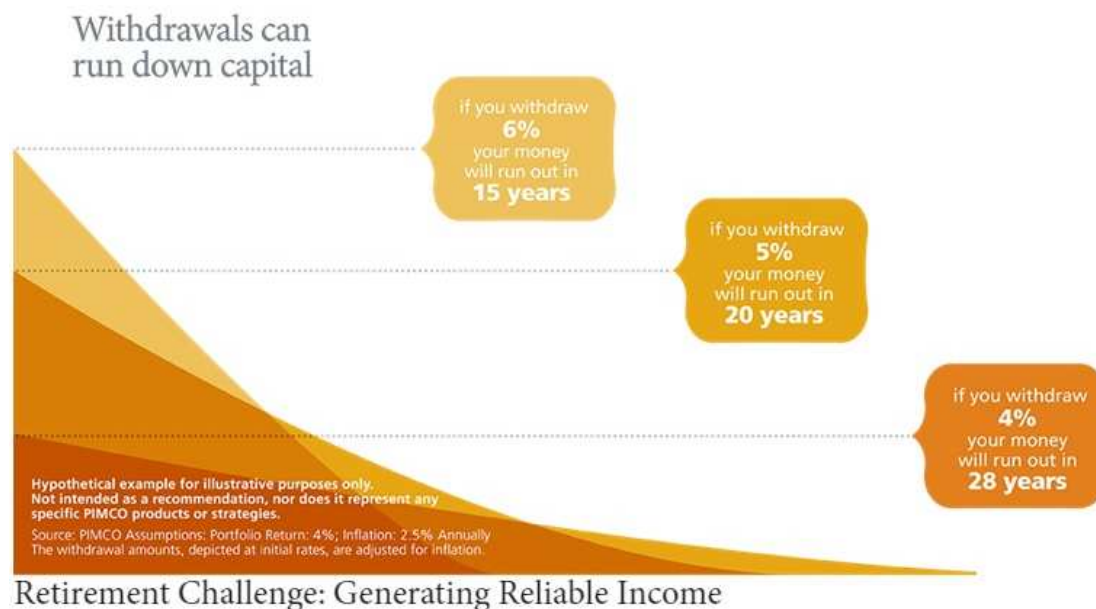 Withdrawals can
run down capital
if you withdraw
6%
your money
will run out in
15 years
if you withdraw
5%
your money
will run out in
20 years
if you withdraw
4%
your money
will run out in
28 years
Hypothetical example for illustrative purposes only.
Not intended as a recommendation, nor does it represent any
specific PIMCO products or strategies.
Source: PIMCO Assumptions: Portfolio Return: 4%; Inflation: 2.5% Annually
The withdrawal amounts, depicted at initial rates, are adjusted for inflation.
Retirement Challenge: Generating Reliable Income